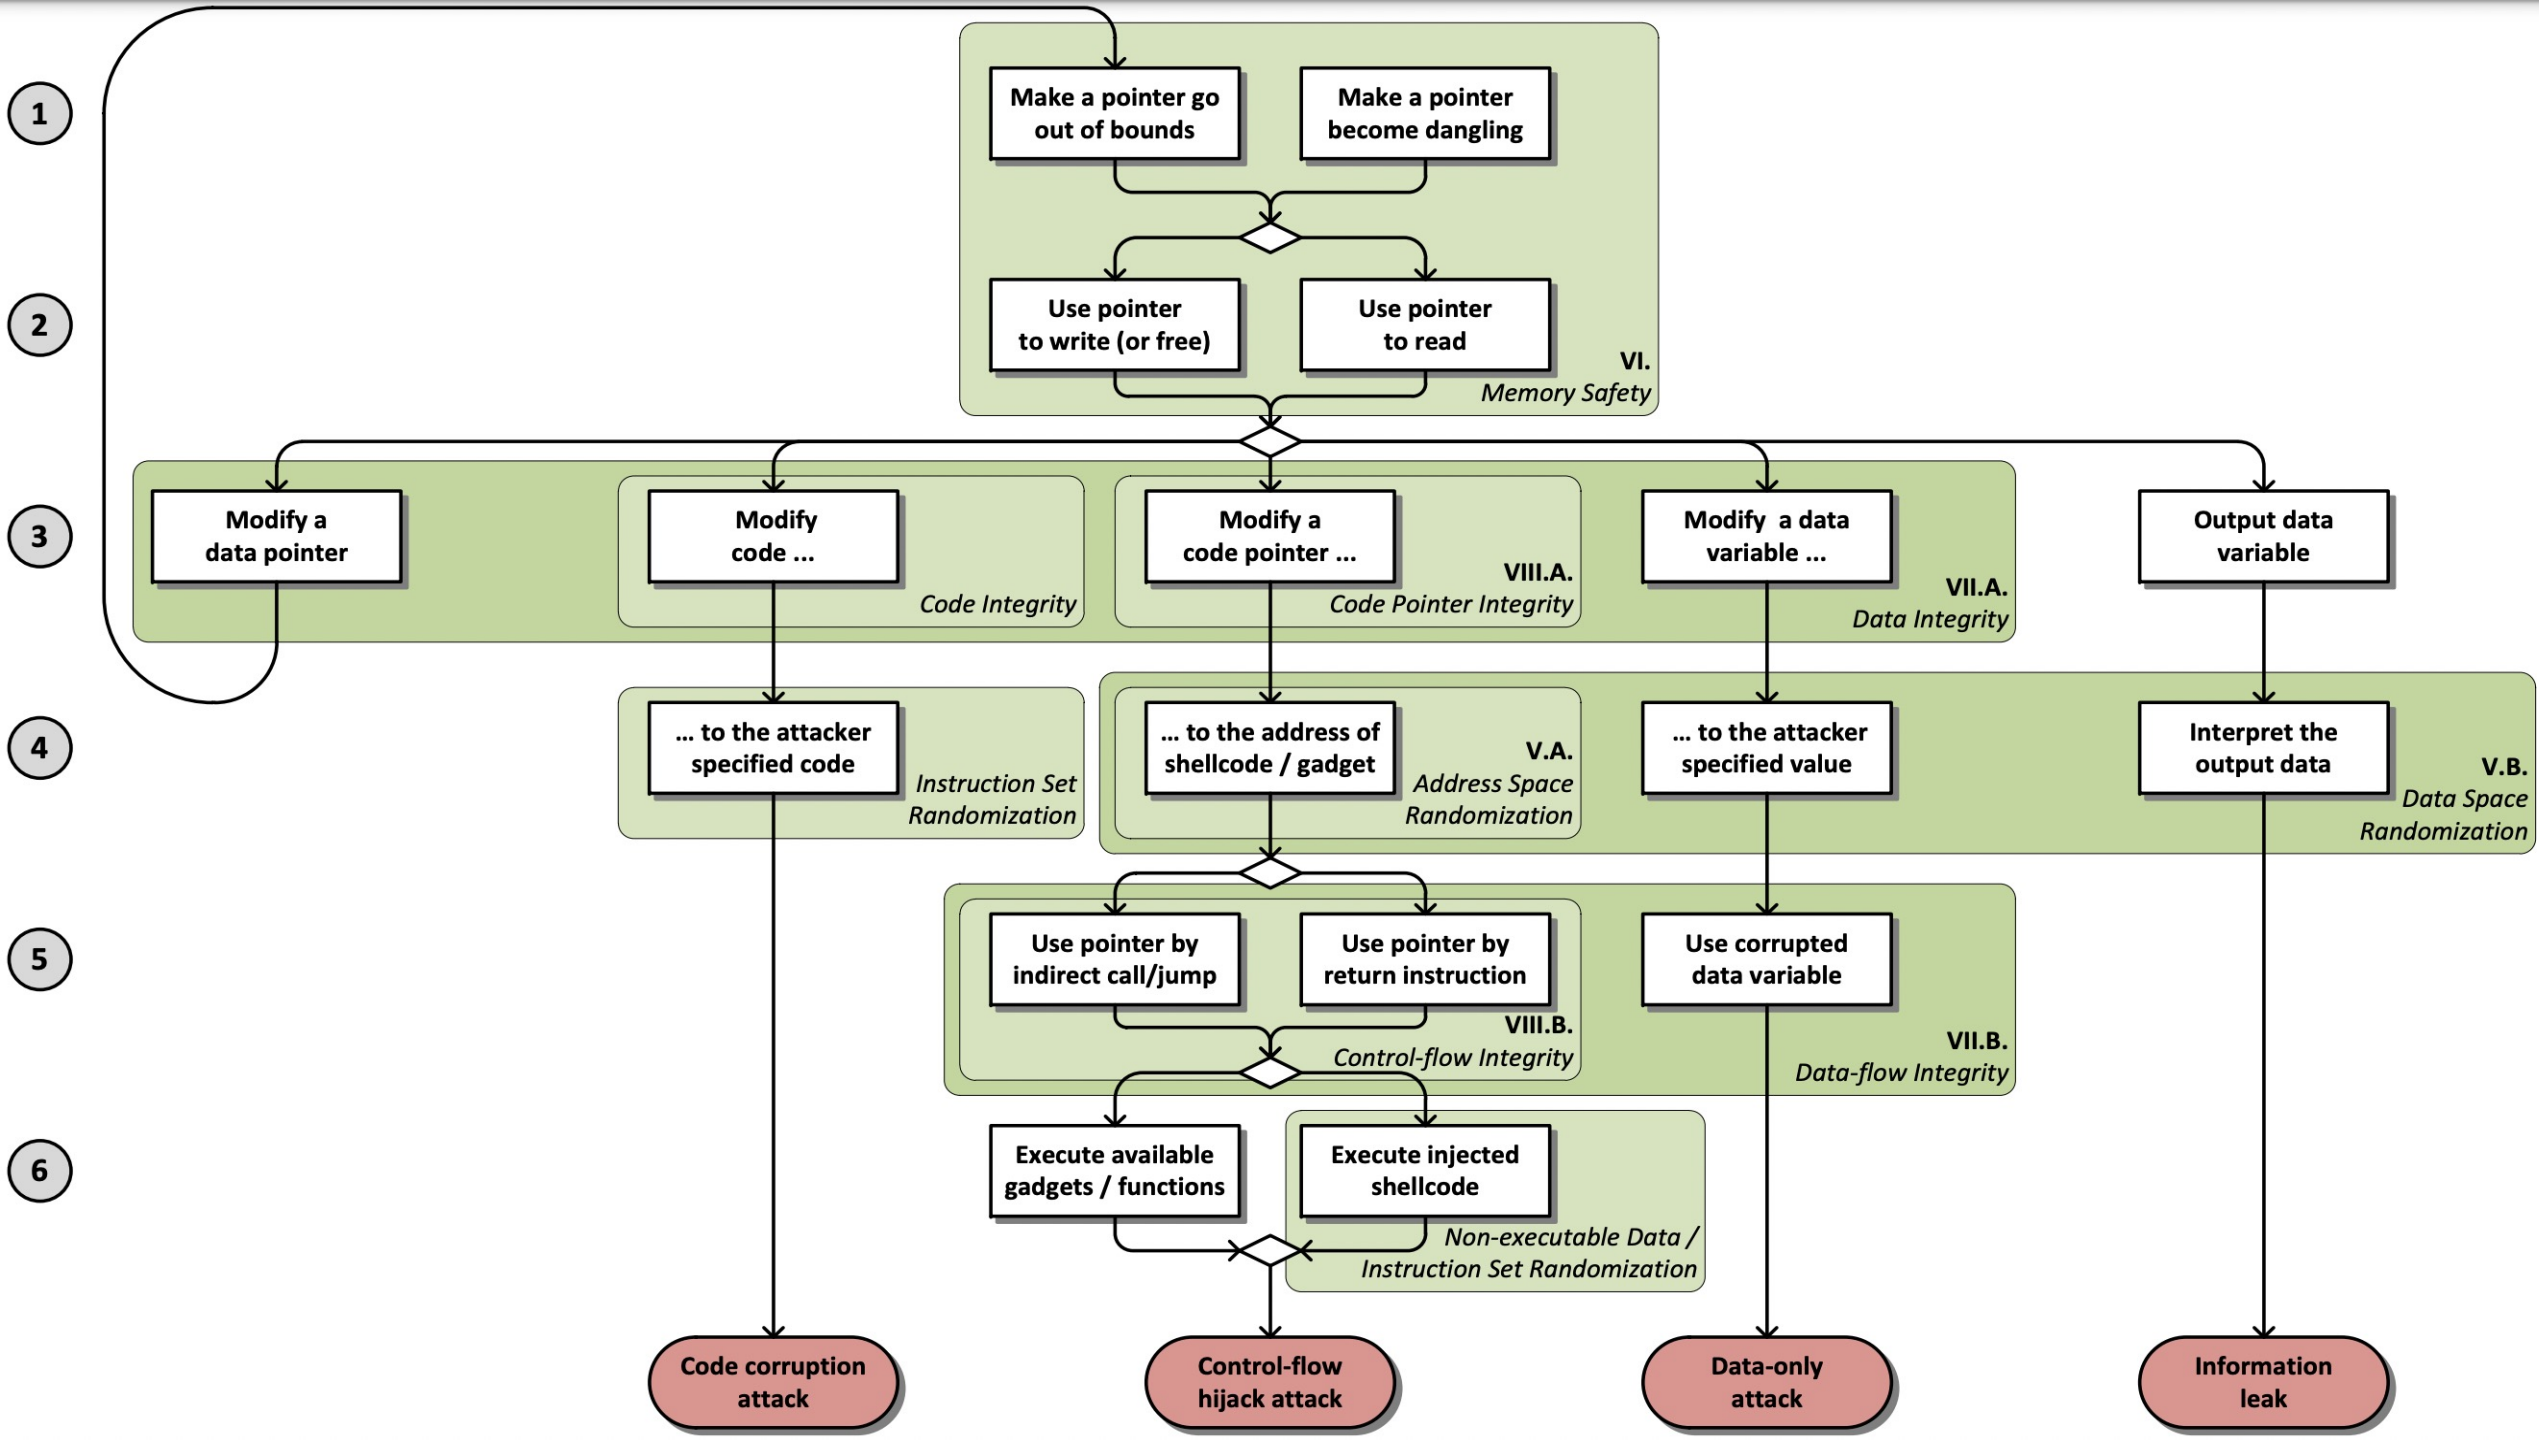 1
Make a pointer go
out of bounds
Make a pointer
become dangling
2
Use pointer
to write (or free)
Use pointer
to read
VI.
Memory Safety
3
Modify a
data pointer
Modify
code ...
Code Integrity
Modify a
code pointer ...
VIII.A.
Code Pointer Integrity
Modify a data
variable ...
VII.A.
Data Integrity
Output data
variable
4
... to the attacker
specified code
Instruction Set
Randomization
... to the address of
shellcode / gadget
V.A.
Address Space
Randomization
... to the attacker
specified value
Interpret the
output data
V.B.
Data Space
Randomization
5
Use pointer by
indirect call/jump
Use pointer by
return instruction
VIII.B.
Control-flow Integrity
Use corrupted
data variable
VII.B.
Data-flow Integrity
6
Execute available
gadgets / functions
Execute injected
shellcode
Non-executable Data /
Instruction Set Randomization
Code corruption
attack
Control-flow
hijack attack
Data-only
attack
Information
leak